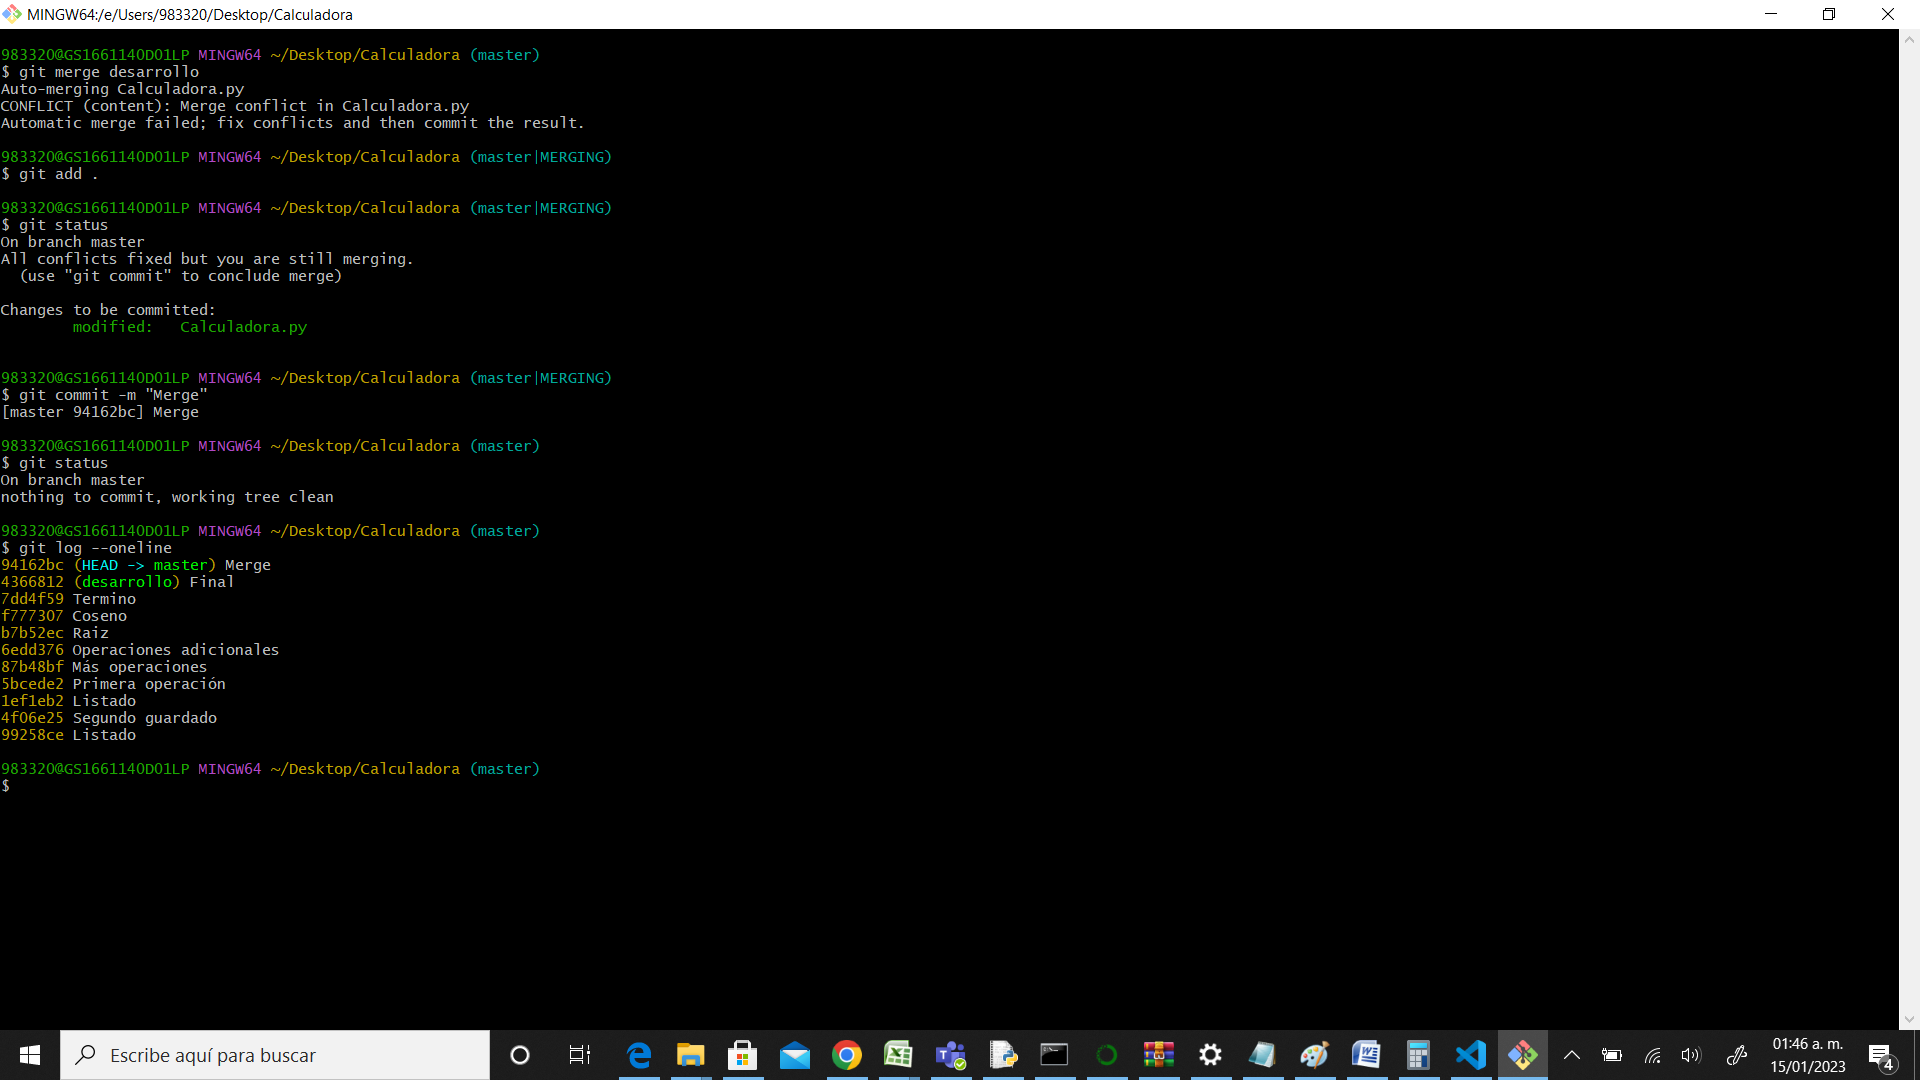 MINGW64:/e/Users/983320/Desktop/Calculadora
983320@GS166114ODO1LP MINGW64 ~/Desktop/Calculadora (master)
$ git merge desarrollo
Auto-merging Calculadora.py
CONFLICT (content): Merge conflict in Calculadora.py
Automatic merge failed; fix conflicts and then commit the result.
983320@GS166114ODO1LP MINGW64 ~/Desktop/Calculadora (master|MERGING)
$ git add .
983320@GS166114ODO1LP MINGW64 ~/Desktop/Calculadora (master|MERGING)
$ git status
On branch master
All conflicts fixed but you are still merging.
  (use "git commit" to conclude merge)
Changes to be committed:
        modified:   Calculadora.py
983320@GS166114ODO1LP MINGW64 ~/Desktop/Calculadora (master|MERGING)
$ git commit -m "Merge"
[master 94162bc] Merge
983320@GS166114ODO1LP MINGW64 ~/Desktop/Calculadora (master)
$ git status
On branch master
nothing to commit, working tree clean
983320@GS166114ODO1LP MINGW64 ~/Desktop/Calculadora (master)
$ git log --oneline
94162bc (HEAD -> master) Merge
4366812 (desarrollo) Final
7dd4f59 Termino
f777307 Coseno
b7b52ec Raiz
6edd376 Operaciones adicionales
87b48bf Más operaciones
5bcede2 Primera operación
1ef1eb2 Listado
4f06e25 Segundo guardado
99258ce Listado
983320@GS166114ODO1LP MINGW64 ~/Desktop/Calculadora (master)
$
Escribe aquí para buscar
01:46 a. m.
15/01/2023
4